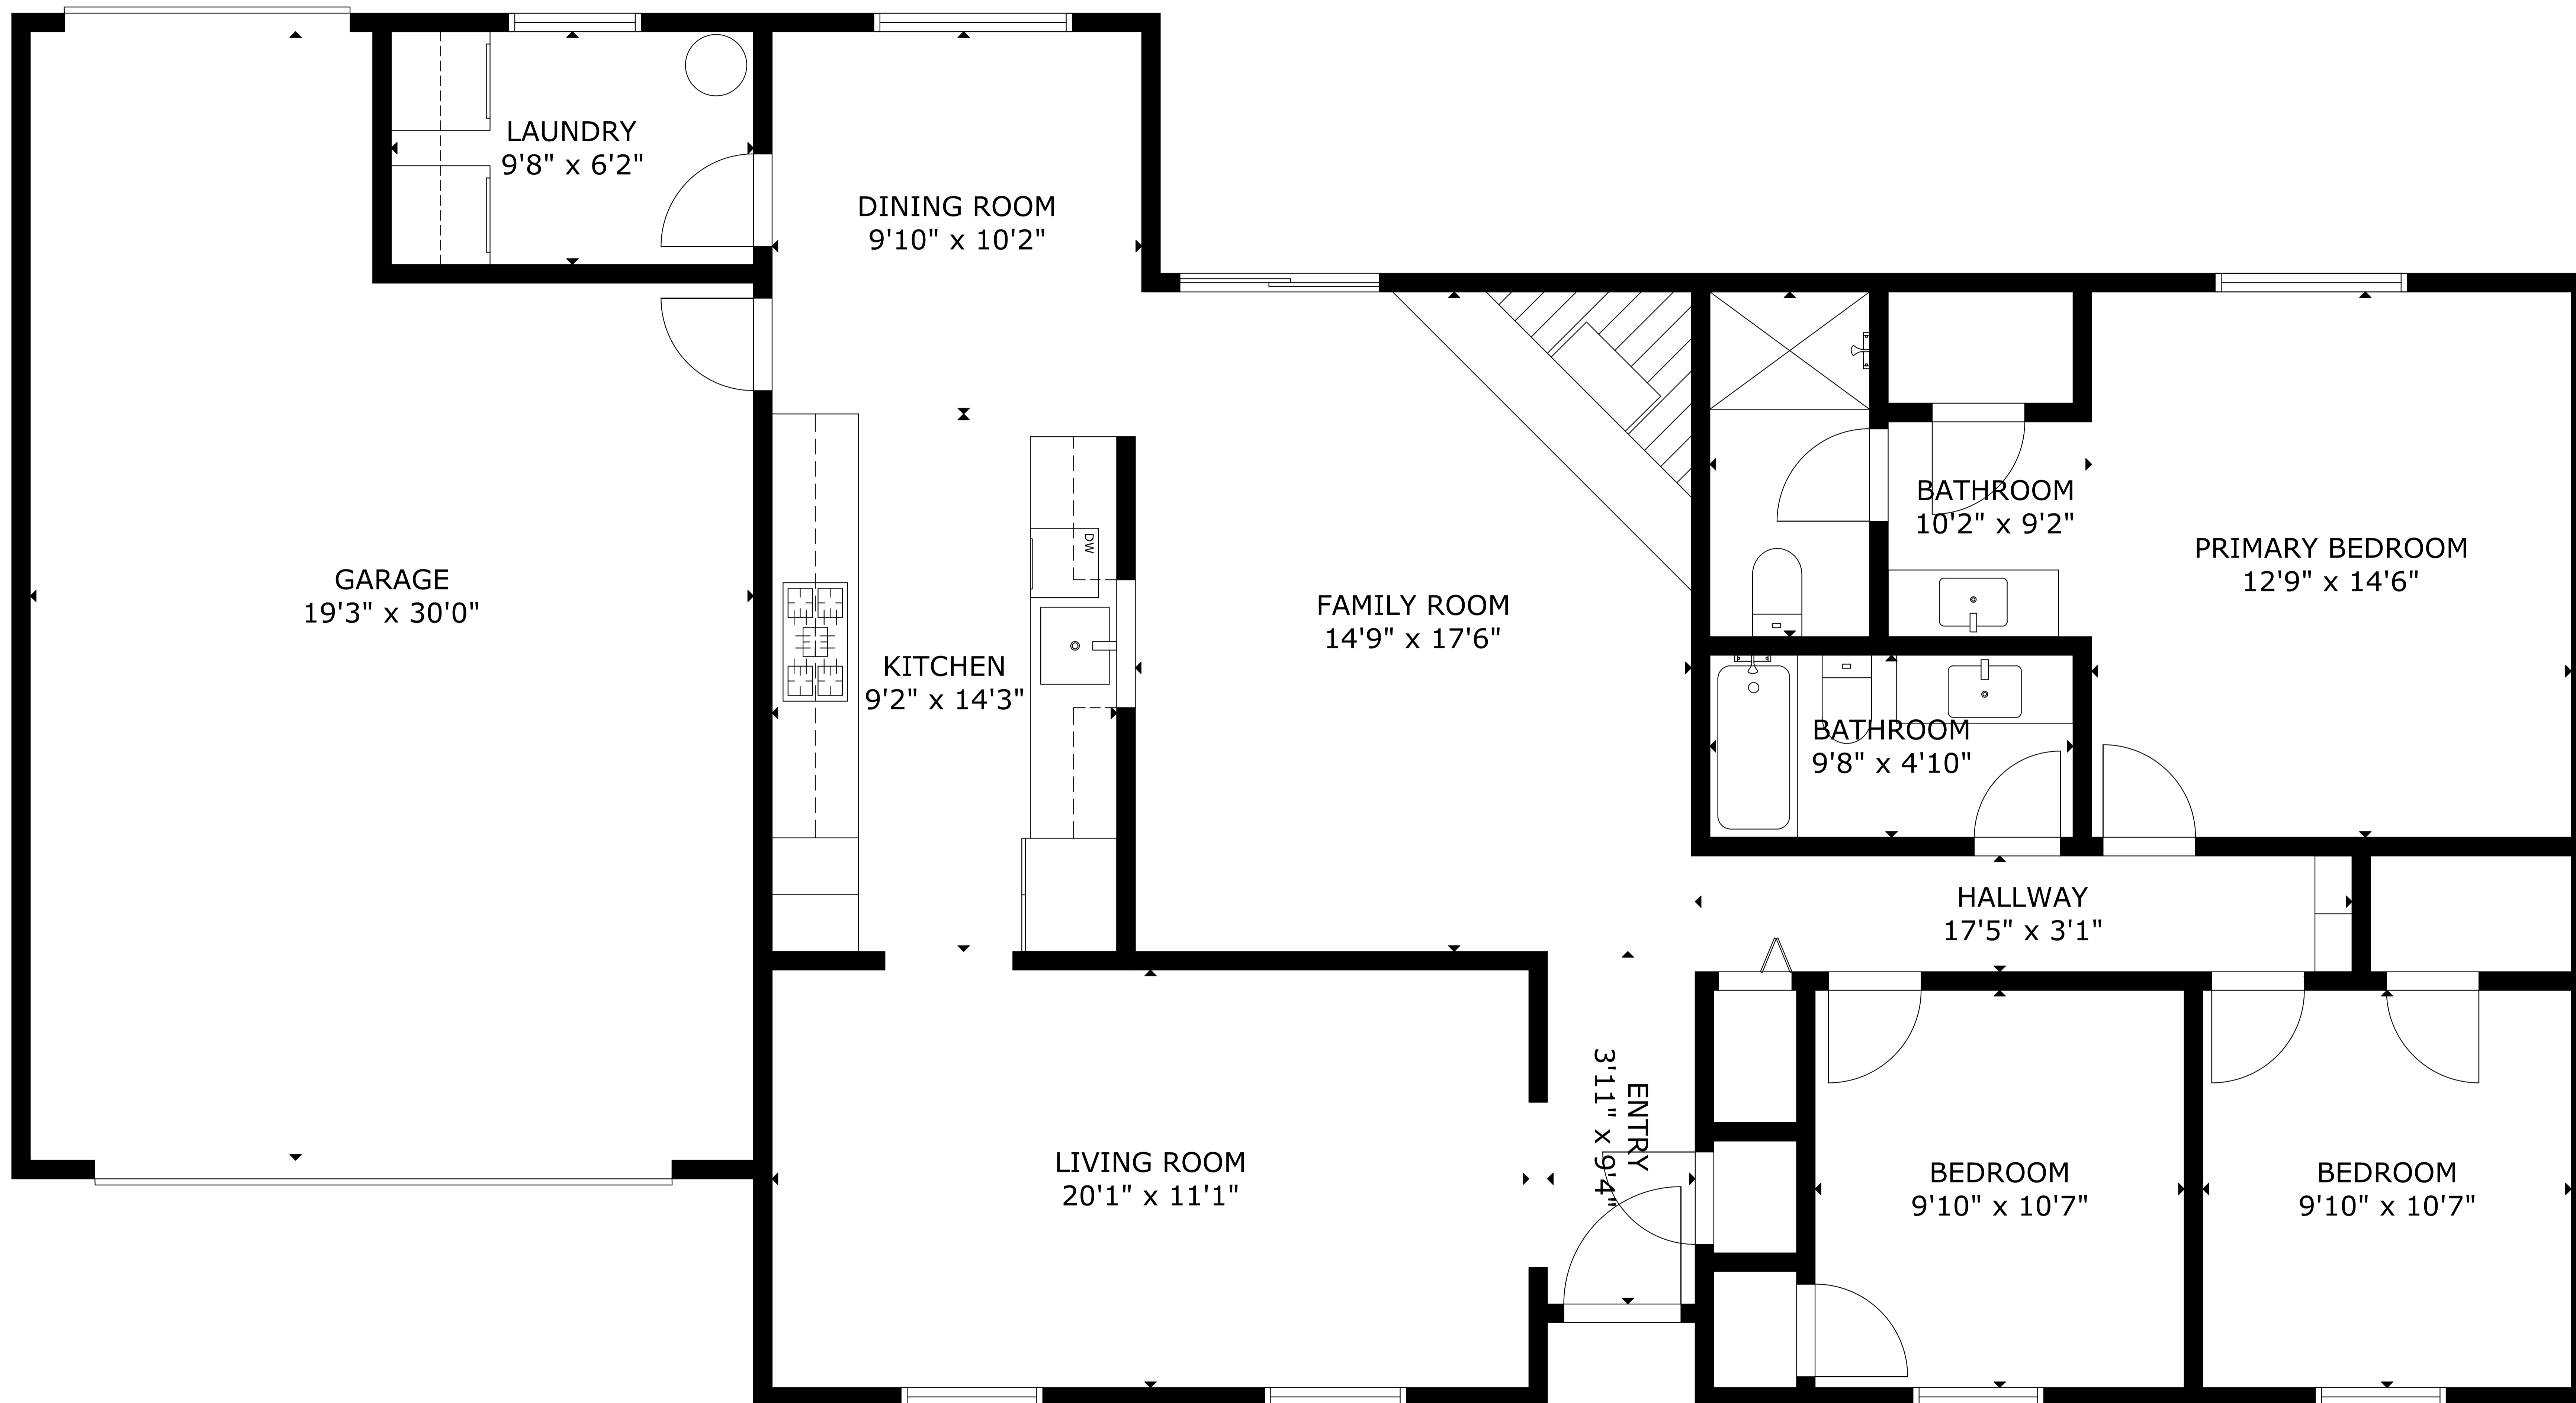 LAUNDRY
9'8" x 6'2"
DINING ROOM
9'10" x 10'2"
GARAGE
19'3" x 30'0"
DW
KITCHEN
9'2" x 14'3"
FAMILY ROOM
14'9" x 17'6"
BATHROOM
10'2" x 9'2"
PRIMARY BEDROOM
12'9" x 14'6"
BATHROOM
9'8" x 4'10"
HALLWAY
17'5" x 3'1"
ENTRY
3'11" x 9'4"
LIVING ROOM
20'1" x 11'1"
BEDROOM
9'10" x 10'7"
BEDROOM
9'10" x 10'7"